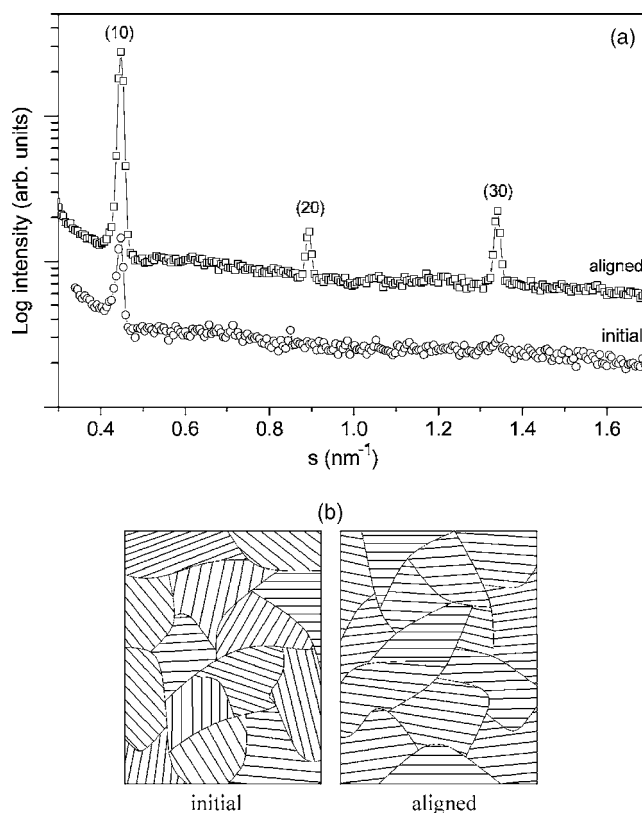 (a)
(10)
(20)
(30)
aligned
initial
Log intensity (arb. units)
0.4 0.6 0.8 1.0 1.2 1.4 1.6
s (nm⁻¹)
(b)
initial aligned